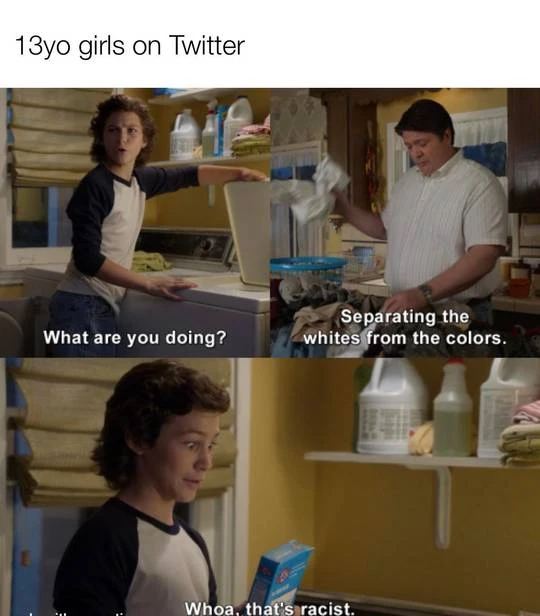 13yo girls on Twitter
What are you doing?
Separating the
whites from the colors.
Whoa, that's racist.